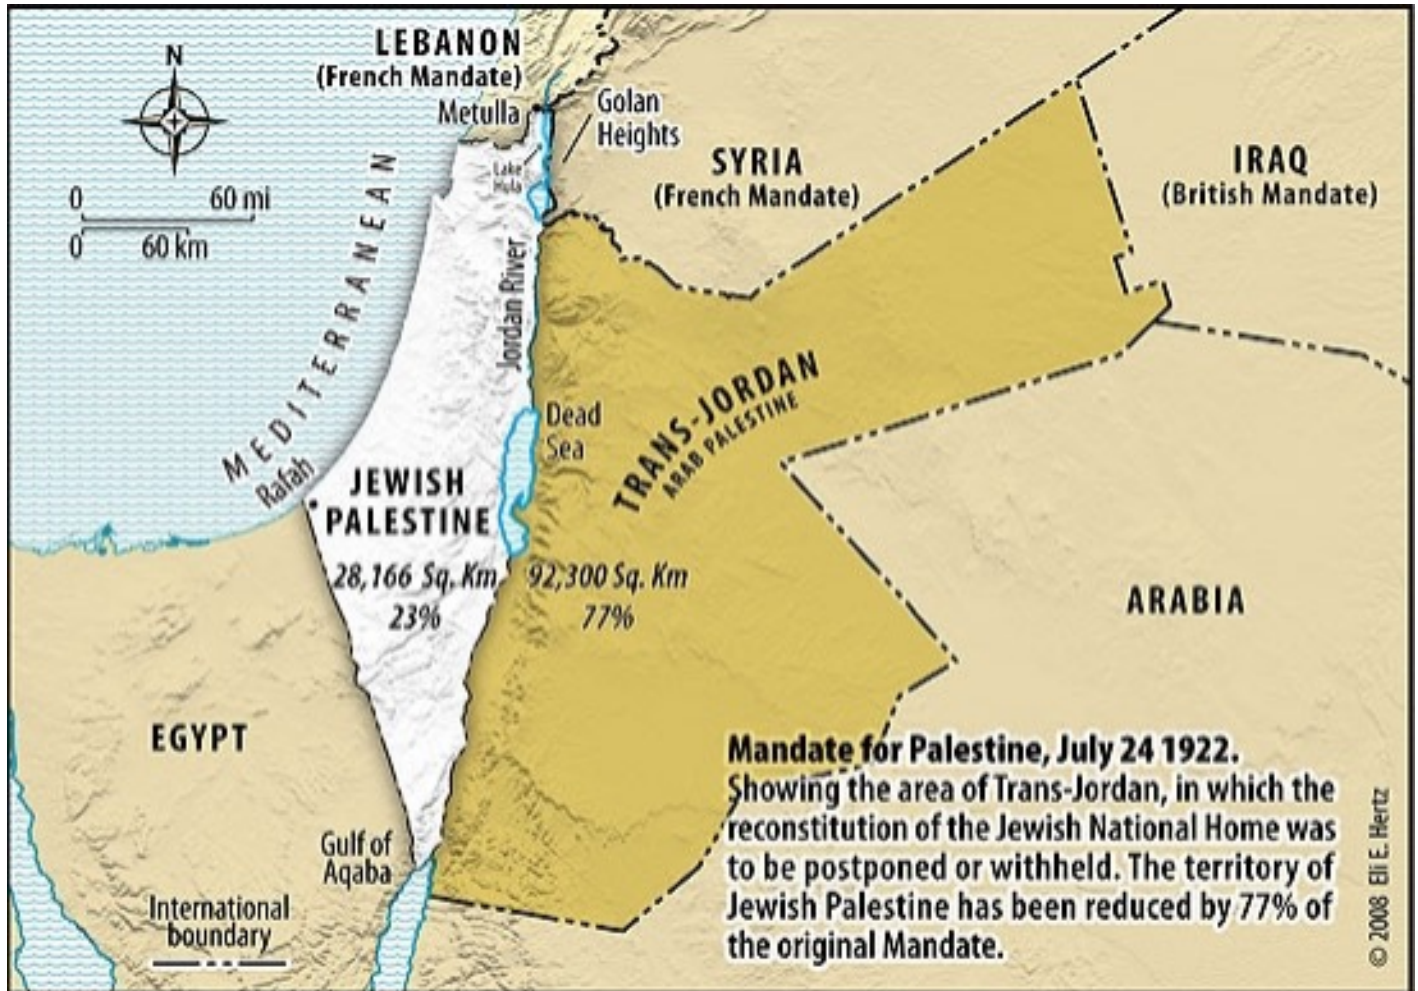 LEBANON
(French Mandate)
Metulla
Golan
Heights
N
0
60 mi
0
60 km
MEDITERRANEAN
Lake
Hula
SYRIA
(French Mandate)
IRAQ
(British Mandate)
Jordan River
Rafah
Dead
Sea
TRANS-JORDAN
ARAB PALESTINE
JEWISH
PALESTINE
28,166 Sq. Km
23%
92,300 Sq. Km
77%
ARABIA
EGYPT
Gulf of
Aqaba
International
boundary
Mandate for Palestine, July 24 1922.
Showing the area of Trans-Jordan, in which the
reconstitution of the Jewish National Home was
to be postponed or withheld. The territory of
Jewish Palestine has been reduced by 77% of
the original Mandate.
© 2008 Eli E. Hertz